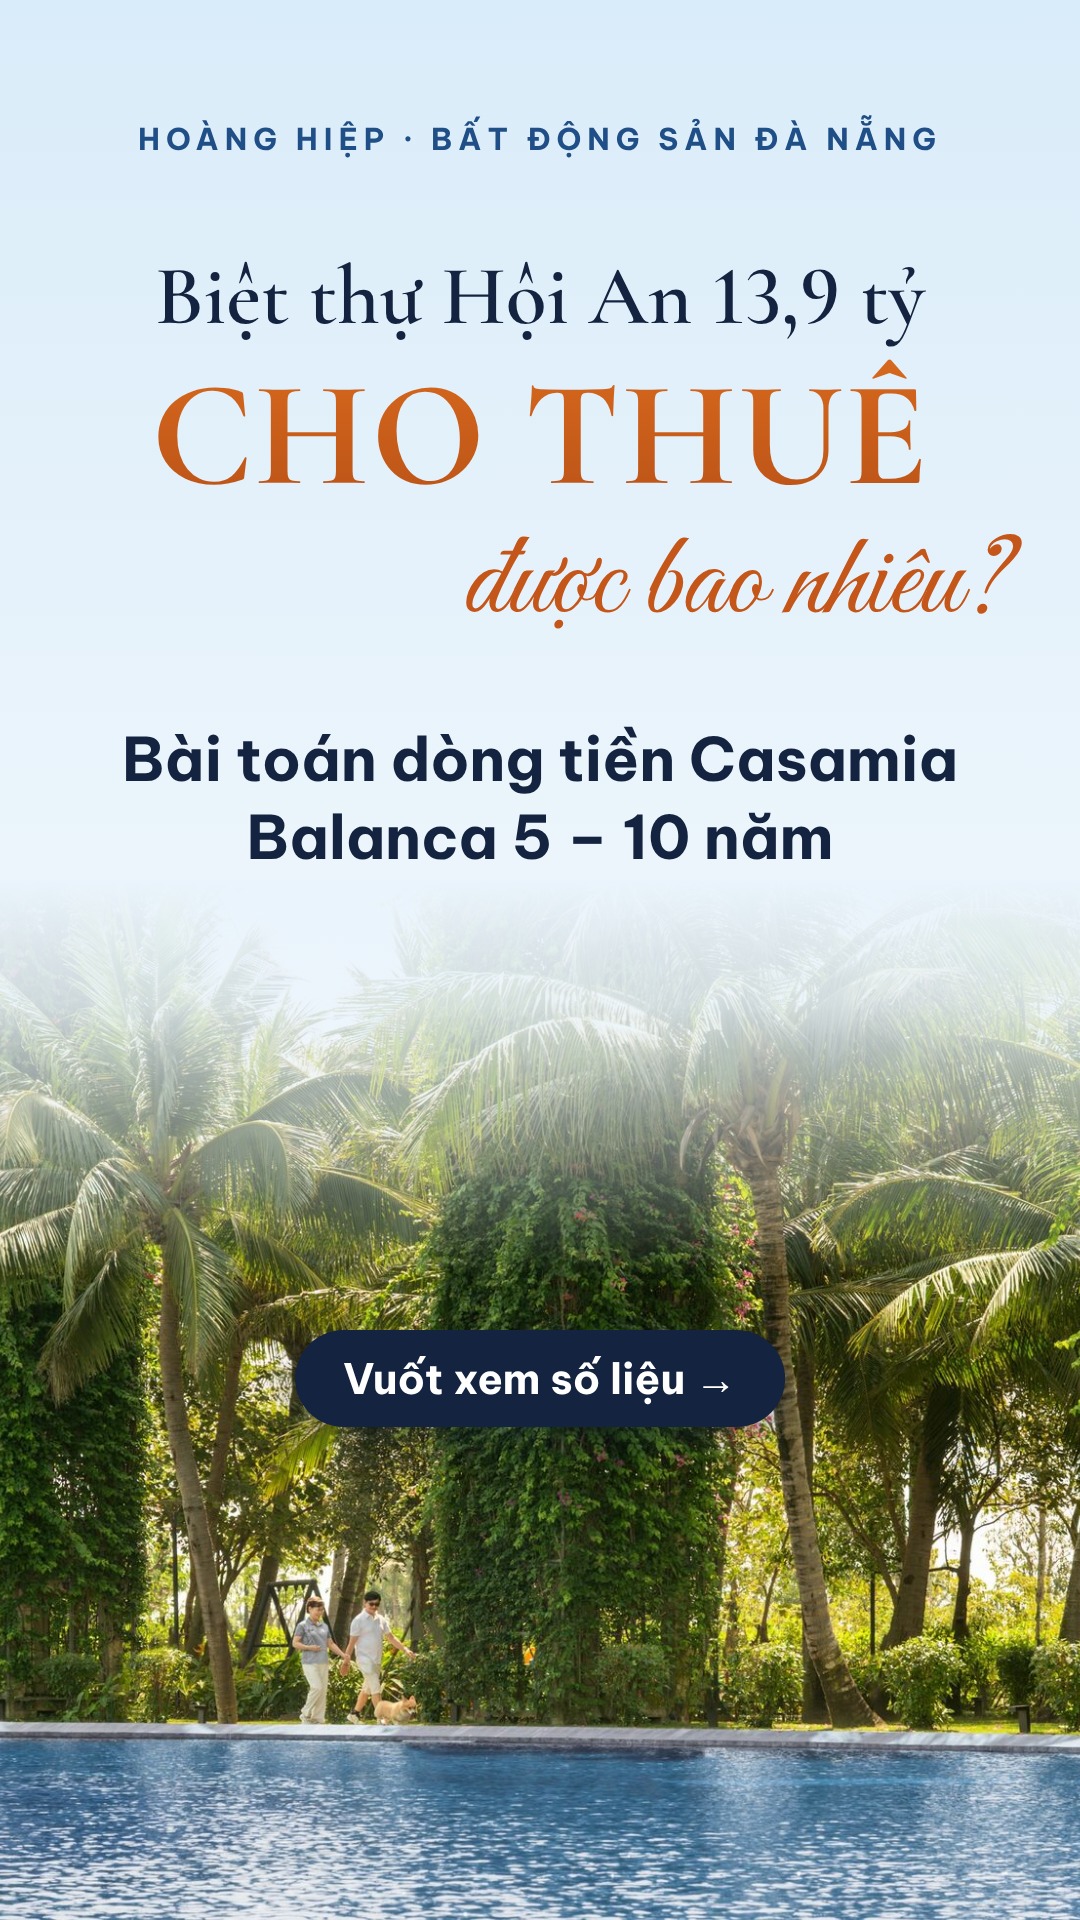 HOÀNG HIỆP · BẤT ĐỘNG SẢN ĐÀ NẴNG
Biệt thự Hội An 13,9 tỷ
CHO THUÊ
được bao nhiêu?
Bài toán dòng tiền Casamia
Balanca 5 – 10 năm
Vuốt xem số liệu →